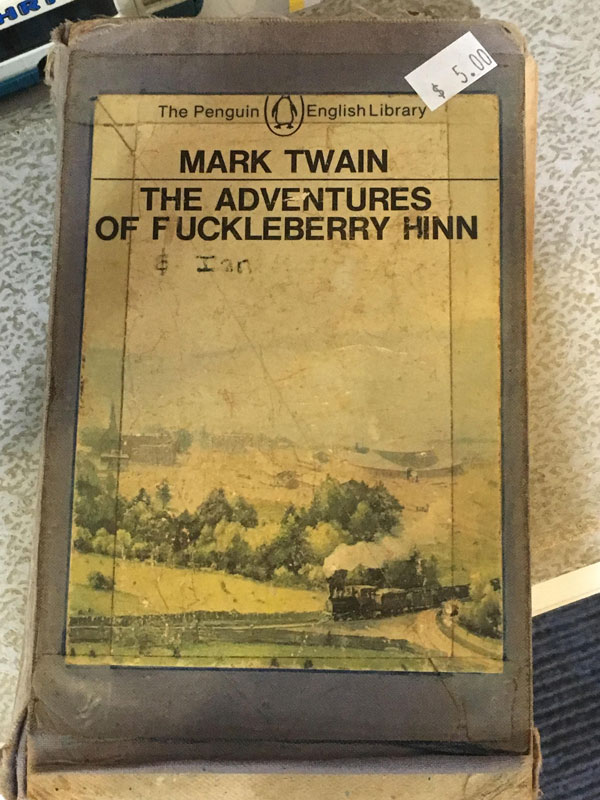 $ 5.00
The Penguin English Library
MARK TWAIN
THE ADVENTURES
OF FUCKLEBERRY HINN
& Ian